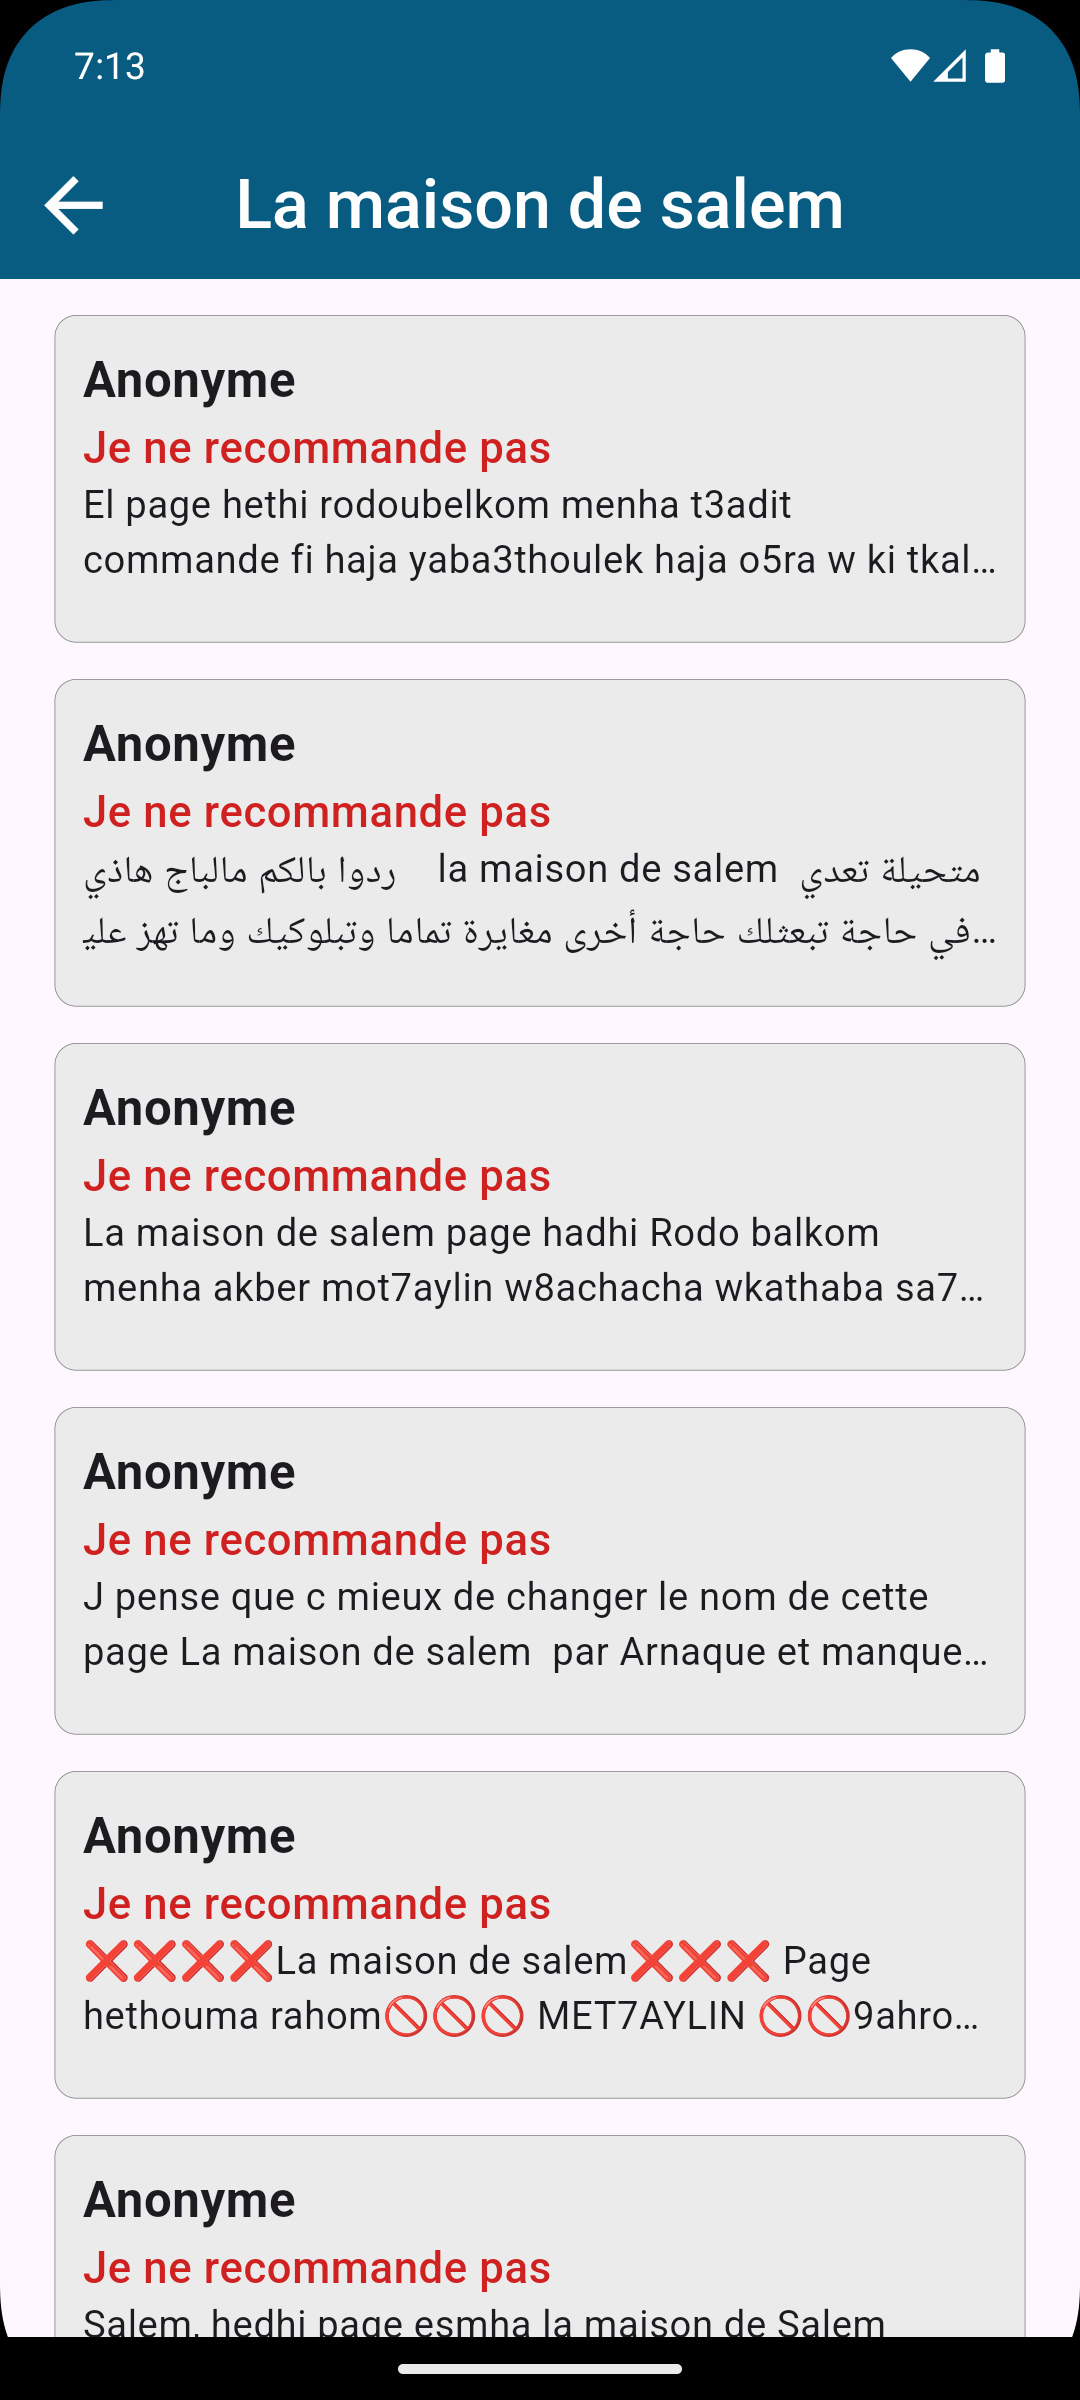 7:13
La maison de salem
Anonyme
Je ne recommande pas
El page hethi rodoubelkom menha t3adit
commande fi haja yaba3thoulek haja o5ra w ki tkal...
Anonyme
Je ne recommande pas
ردوا بالكم مالباج هاذي la maison de salem متحيلة تعدي
في حاجة تبعثلك حاجة أخرى مغايرة تماما وتبلوكيك وما تهز علي...
Anonyme
Je ne recommande pas
La maison de salem page hadhi Rodo balkom
menha akber mot7aylin w8achacha wkathaba sa7...
Anonyme
Je ne recommande pas
J pense que c mieux de changer le nom de cette
page La maison de salem  par Arnaque et manque...
Anonyme
Je ne recommande pas
❌❌❌❌La maison de salem❌❌❌ Page
hethouma rahom🚫🚫🚫 MET7AYLIN 🚫🚫9ahro...
Anonyme
Je ne recommande pas
Salem, hedhi page esmha la maison de Salem